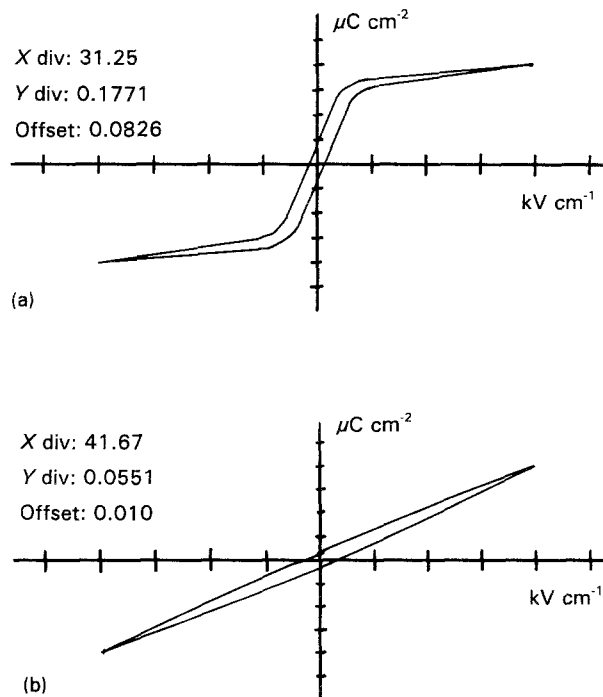 μC cm⁻²
X div: 31.25
Y div: 0.1771
Offset: 0.0826
kV cm⁻¹
(a)
μC cm⁻²
X div: 41.67
Y div: 0.0551
Offset: 0.010
kV cm⁻¹
(b)